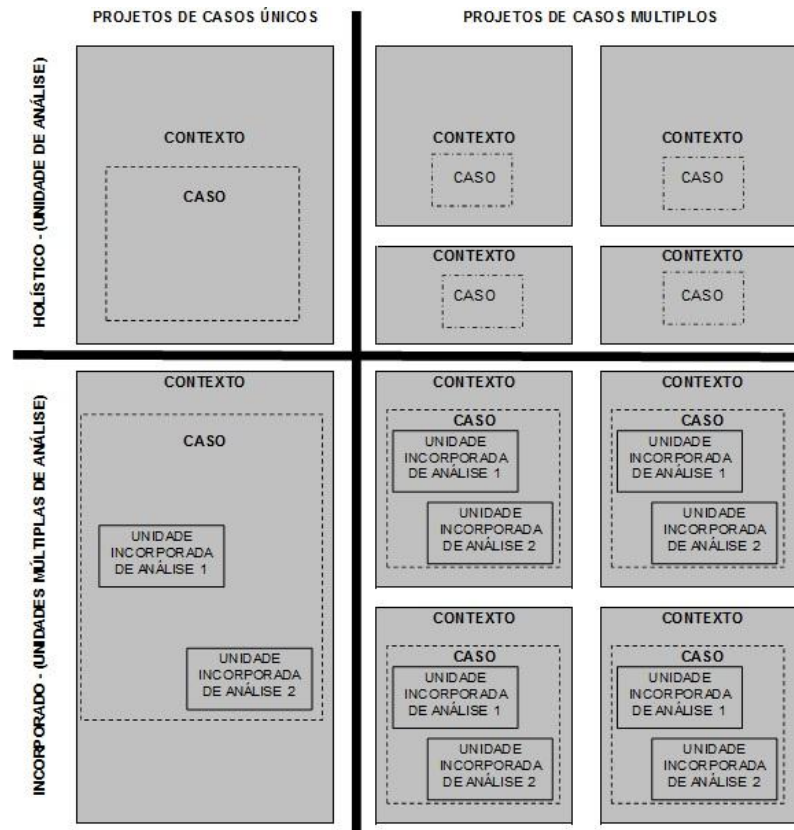 PROJETOS DE CASOS ÚNICOS
PROJETOS DE CASOS MULTIPLOS
HOLÍSTICO - (UNIDADE DE ANÁLISE)
CONTEXTO
CASO
CONTEXTO
CASO
CONTEXTO
CASO
CONTEXTO
CASO
CONTEXTO
CASO
INCORPORADO - (UNIDADES MÚLTIPLAS DE ANÁLISE)
CONTEXTO
CASO
UNIDADE
INCORPORADA
DE ANÁLISE 1
UNIDADE
INCORPORADA
DE ANÁLISE 2
CONTEXTO
CASO
UNIDADE
INCORPORADA
DE ANÁLISE 1
UNIDADE
INCORPORADA
DE ANÁLISE 2
CONTEXTO
CASO
UNIDADE
INCORPORADA
DE ANÁLISE 1
UNIDADE
INCORPORADA
DE ANÁLISE 2
CONTEXTO
CASO
UNIDADE
INCORPORADA
DE ANÁLISE 1
UNIDADE
INCORPORADA
DE ANÁLISE 2
CONTEXTO
CASO
UNIDADE
INCORPORADA
DE ANÁLISE 1
UNIDADE
INCORPORADA
DE ANÁLISE 2